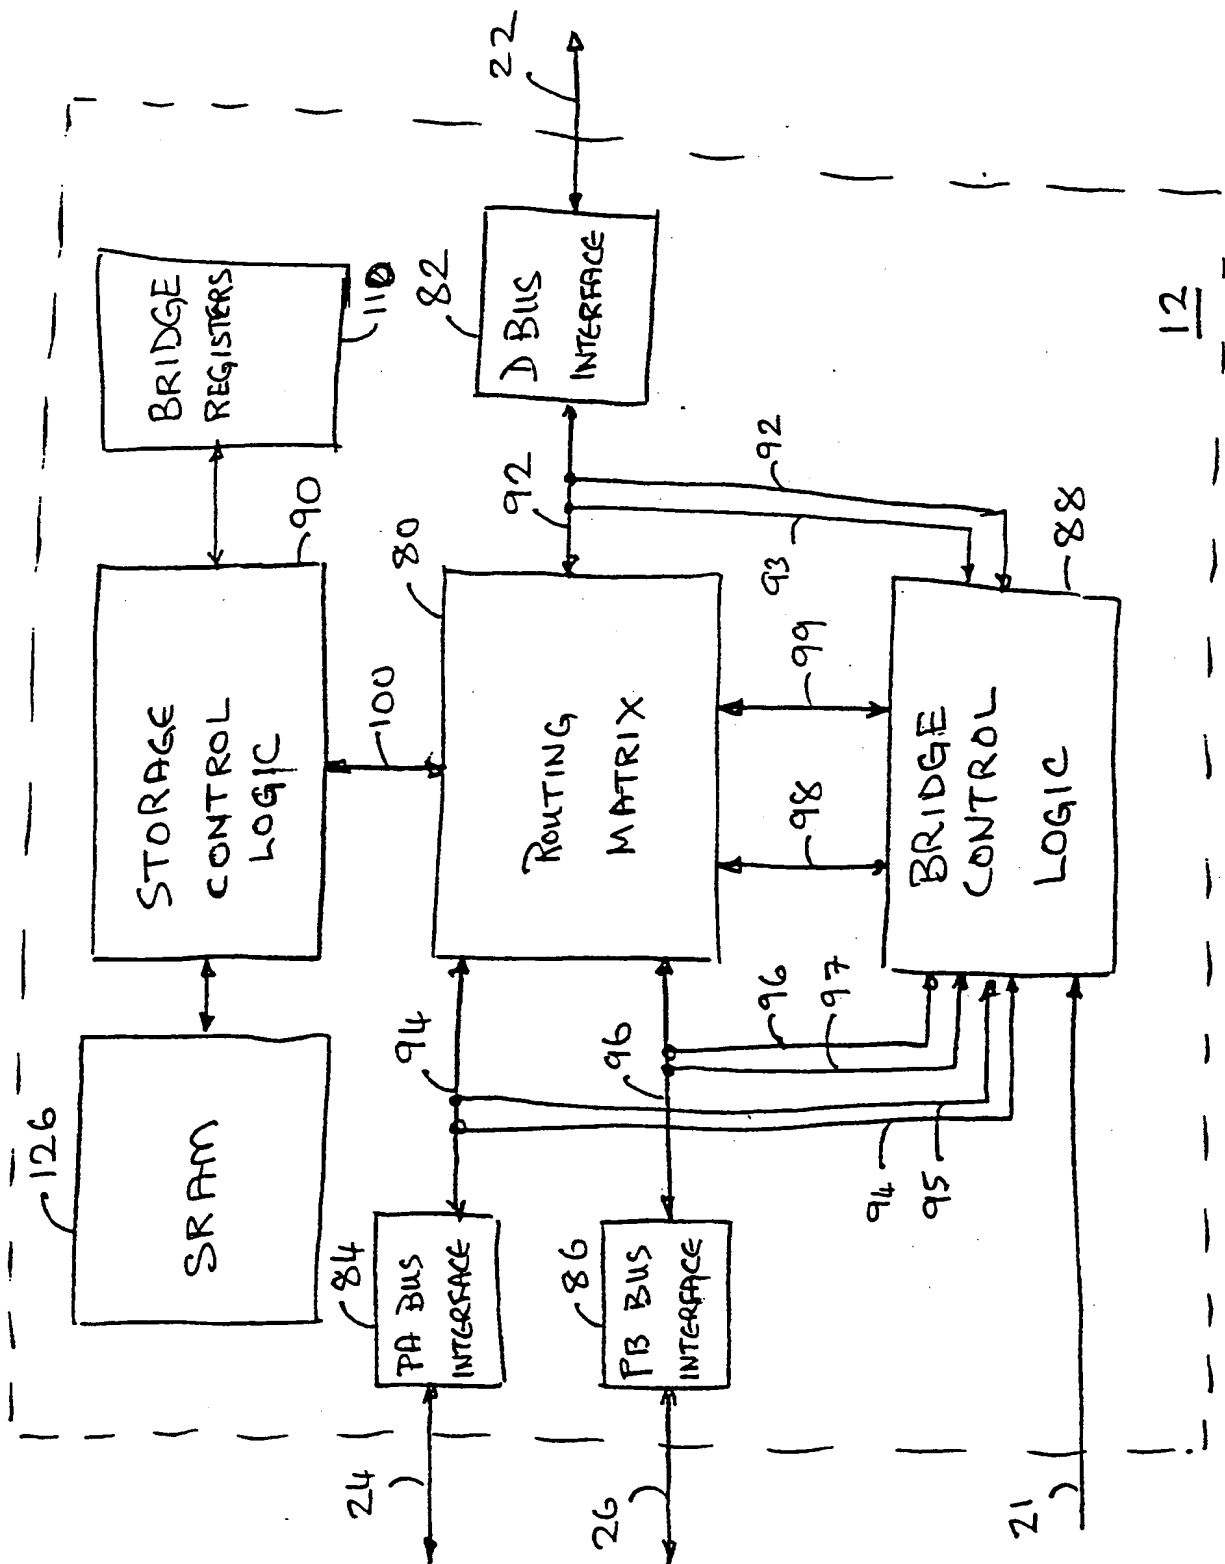 126
SRAM
STORAGE
CONTROL
LOGIC
90
BRIDGE
REGISTERS
110
100
24
84
PA BUS
INTERFACE
94
80
ROUTING
MATRIX
92
82
D BUS
INTERFACE
22
26
86
PB BUS
INTERFACE
96
96
97
98
99
93
92
94
95
21
BRIDGE
CONTROL
LOGIC
88
12